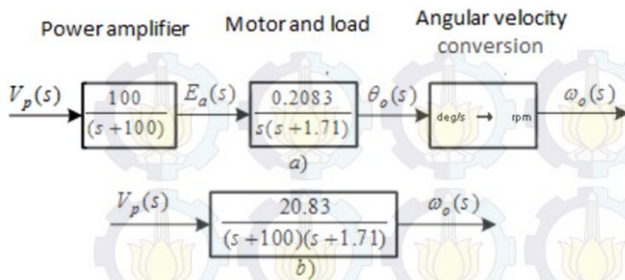 Power amplifier Motor and load Angular velocity conversion
V_p(s) 100/(s+100) E_a(s) 0.2083/s(s+1.71) θ_o(s) deg/s → rpm ω_o(s)
a)
V_p(s) 20.83/(s+100)(s+1.71) ω_o(s)
b)